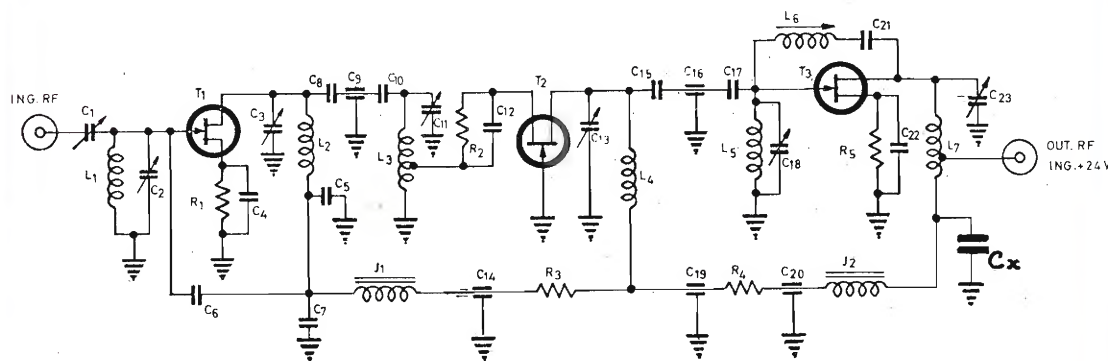 L6
C21
T3
C8
C9
C10
T2
C15
C16
C17
ING. RF
C1
T1
C3
L2
C11
R2
C12
C13
C23
L1
C2
L3
L4
L5
C18
R5
C22
L7
OUT. RF
ING.+24V
R1
C4
C5
C6
C7
J1
C14
R3
C19
R4
C20
J2
Cx